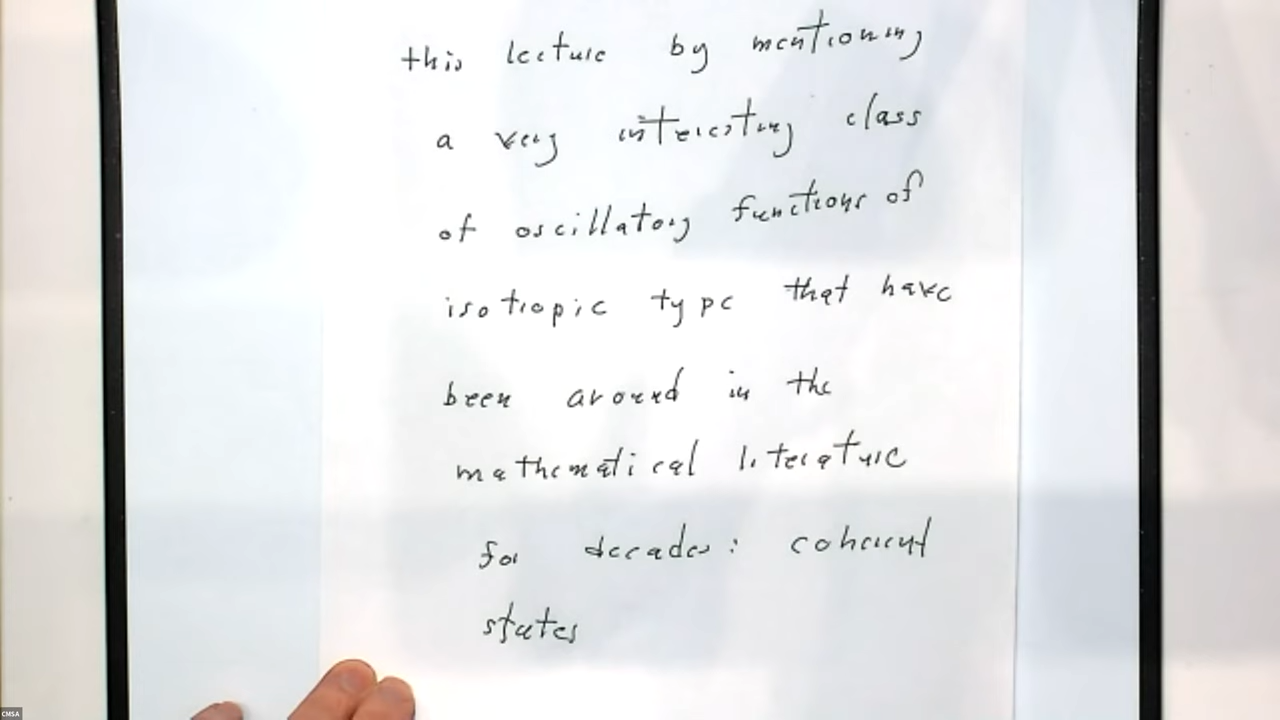 this lecture by mentioning
a very interesting class
of oscillatory functions of
isotropic type that have
been around in the
mathematical literature
for decades: coherent
states
CMSA